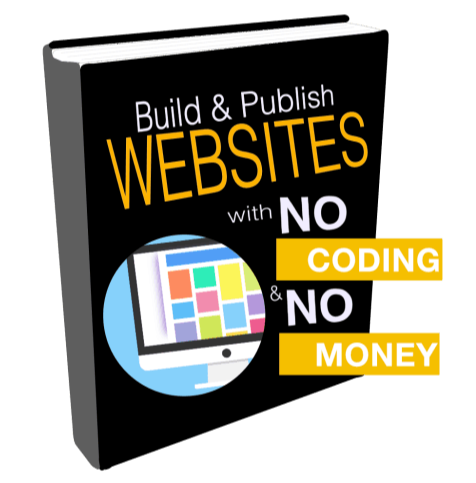 Build & Publish
WEBSITES
with NO
CODING
& NO
MONEY